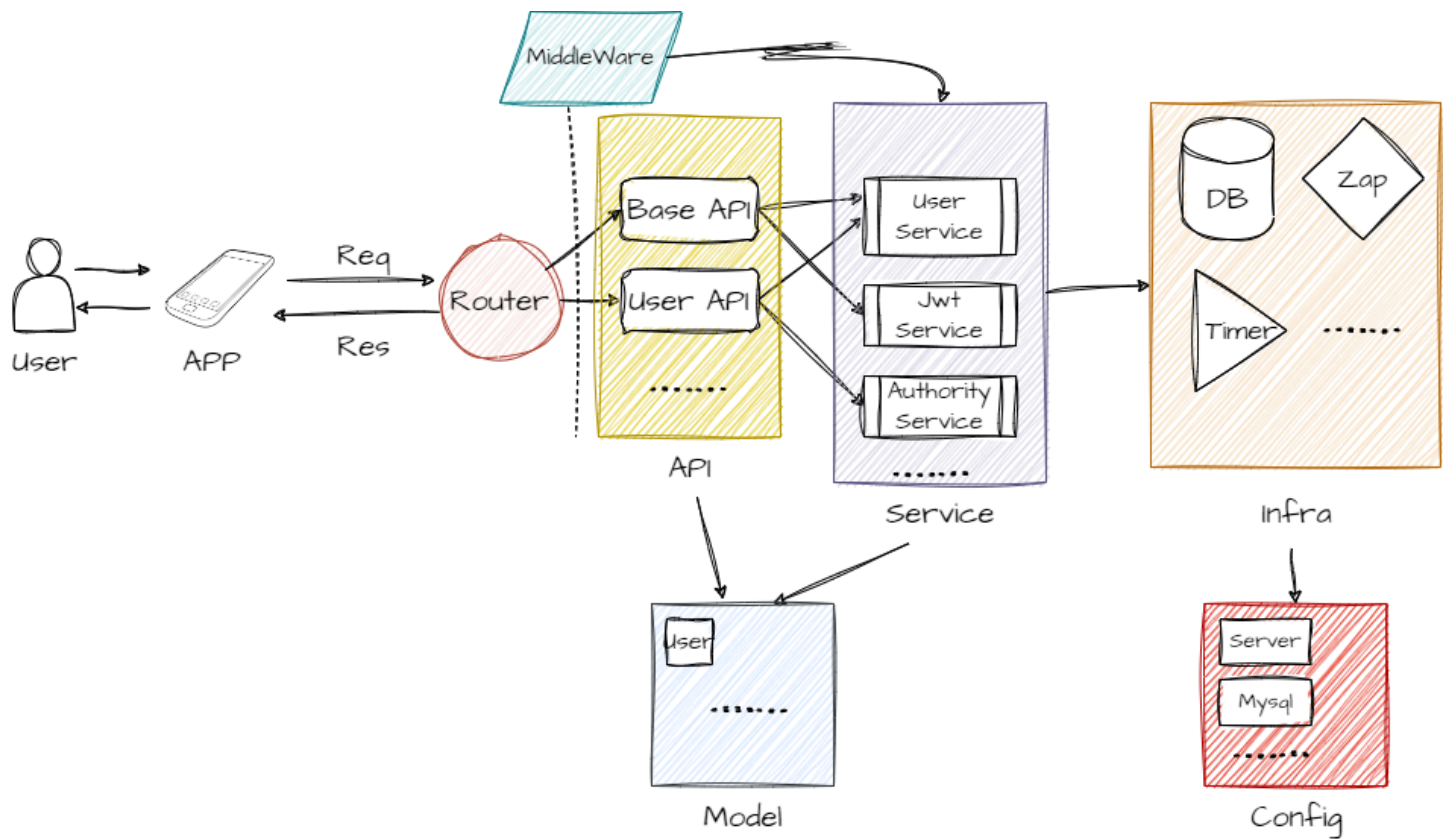 MiddleWare
Base API
User
Service
DB
Zap
Req
Router
User API
Jwt
Service
Timer
Res
User
APP
Authority
Service
API
Service
Infra
User
Server
Mysql
Model
Config